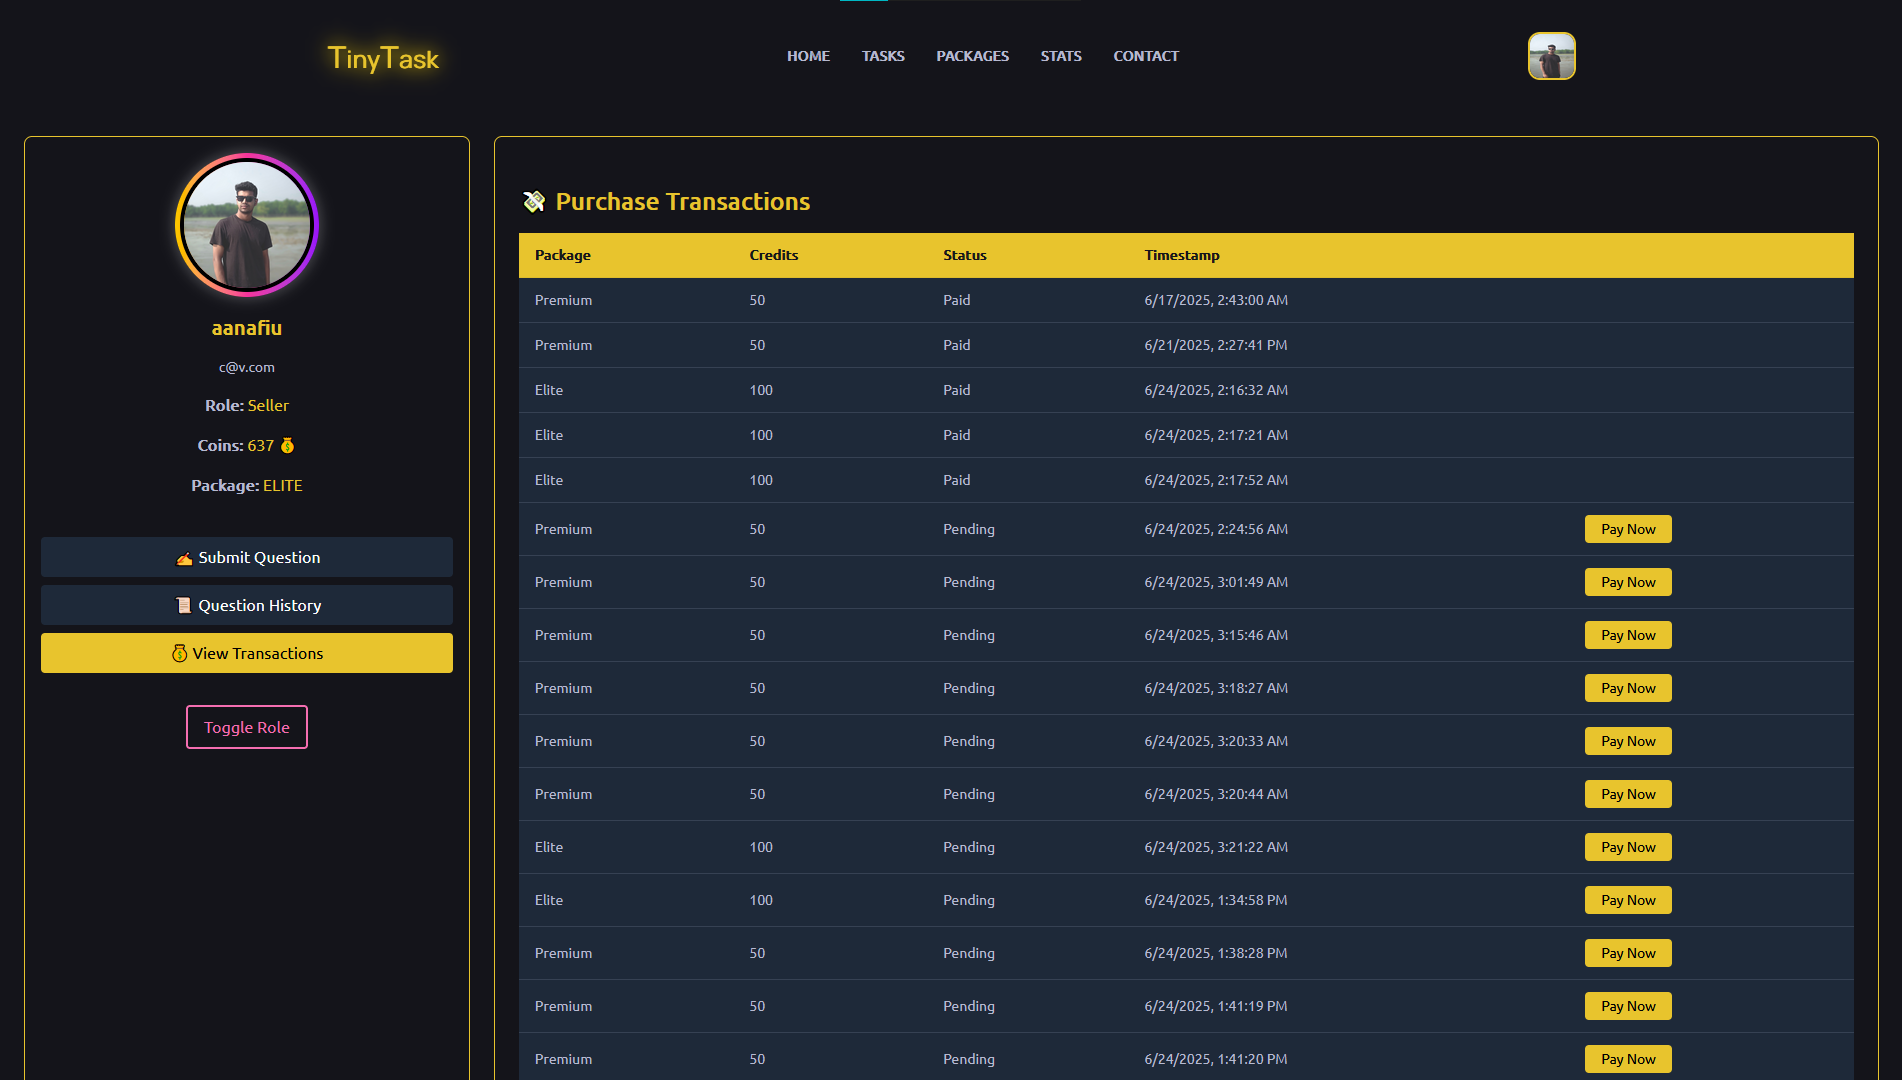 TinyTask
HOME TASKS PACKAGES STATS CONTACT
aanafiu
c@v.com
Role: Seller
Coins: 637
Package: ELITE
Submit Question
Question History
View Transactions
Toggle Role
Purchase Transactions
Package Credits Status Timestamp
Premium 50 Paid 6/17/2025, 2:43:00 AM
Premium 50 Paid 6/21/2025, 2:27:41 PM
Elite 100 Paid 6/24/2025, 2:16:32 AM
Elite 100 Paid 6/24/2025, 2:17:21 AM
Elite 100 Paid 6/24/2025, 2:17:52 AM
Premium 50 Pending 6/24/2025, 2:24:56 AM Pay Now
Premium 50 Pending 6/24/2025, 3:01:49 AM Pay Now
Premium 50 Pending 6/24/2025, 3:15:46 AM Pay Now
Premium 50 Pending 6/24/2025, 3:18:27 AM Pay Now
Premium 50 Pending 6/24/2025, 3:20:33 AM Pay Now
Premium 50 Pending 6/24/2025, 3:20:44 AM Pay Now
Elite 100 Pending 6/24/2025, 3:21:22 AM Pay Now
Elite 100 Pending 6/24/2025, 1:34:58 PM Pay Now
Premium 50 Pending 6/24/2025, 1:38:28 PM Pay Now
Premium 50 Pending 6/24/2025, 1:41:19 PM Pay Now
Premium 50 Pending 6/24/2025, 1:41:20 PM Pay Now